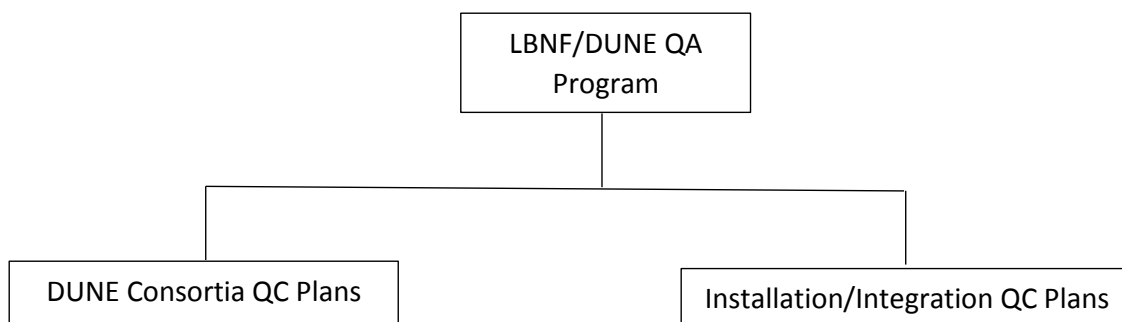 LBNF/DUNE QA
Program
DUNE Consortia QC Plans
Installation/Integration QC Plans